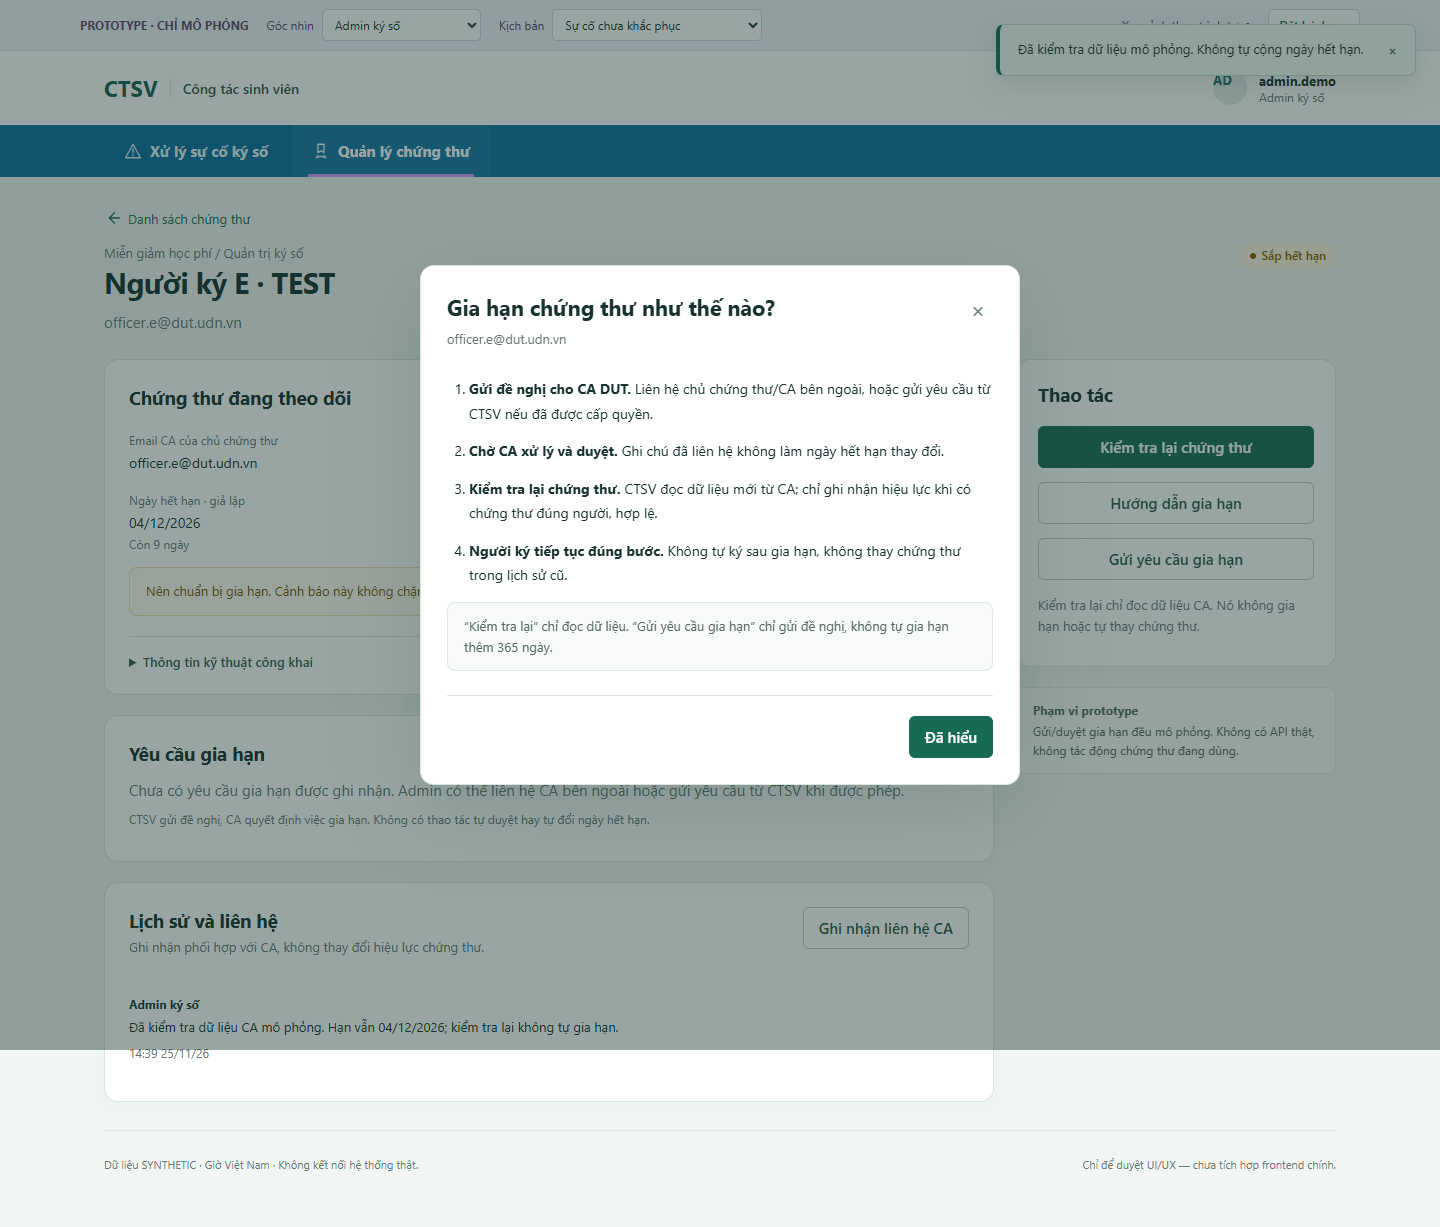 PROTOTYPE · CHỈ MÔ PHỎNG
Góc nhìn
Admin ký số
Kịch bản
Sự cố chưa khắc phục
Đã kiểm tra dữ liệu mô phỏng. Không tự cộng ngày hết hạn.
×
CTSV
Công tác sinh viên
AD
admin.demo
Admin ký số
Xử lý sự cố ký số
Quản lý chứng thư
Danh sách chứng thư
Miễn giảm học phí / Quản trị ký số
Người ký E · TEST
officer.e@dut.udn.vn
Sắp hết hạn
Chứng thư đang theo dõi
Email CA của chủ chứng thư
officer.e@dut.udn.vn
Ngày hết hạn · giả lập
04/12/2026
Còn 9 ngày
Nên chuẩn bị gia hạn. Cảnh báo này không
Thông tin kỹ thuật công khai
Gia hạn chứng thư như thế nào?
×
officer.e@dut.udn.vn
1. Gửi đề nghị cho CA DUT. Liên hệ chủ chứng thư/CA bên ngoài, hoặc gửi yêu cầu từ
CTSV nếu đã được cấp quyền.
2. Chờ CA xử lý và duyệt. Ghi chú đã liên hệ không làm ngày hết hạn thay đổi.
3. Kiểm tra lại chứng thư. CTSV đọc dữ liệu mới từ CA; chỉ ghi nhận hiệu lực khi có
chứng thư đúng người, hợp lệ.
4. Người ký tiếp tục đúng bước. Không tự ký sau gia hạn, không thay chứng thư
trong lịch sử cũ.
“Kiểm tra lại” chỉ đọc dữ liệu. “Gửi yêu cầu gia hạn” chỉ gửi đề nghị, không tự gia hạn
thêm 365 ngày.
Đã hiểu
Thao tác
Kiểm tra lại chứng thư
Hướng dẫn gia hạn
Gửi yêu cầu gia hạn
Kiểm tra lại chỉ đọc dữ liệu CA. Nó không gia
hạn hoặc tự thay chứng thư.
Phạm vi prototype
Gửi/duyệt gia hạn đều mô phỏng. Không có API thật,
không tác động chứng thư đang dùng.
Yêu cầu gia hạn
Chưa có yêu cầu gia hạn được ghi nhận. Admin có thể liên hệ CA bên ngoài hoặc gửi yêu cầu từ CTSV khi được phép.
CTSV gửi đề nghị, CA quyết định việc gia hạn. Không có thao tác tự duyệt hay tự đổi ngày hết hạn.
Lịch sử và liên hệ
Ghi nhận phối hợp với CA, không thay đổi hiệu lực chứng thư.
Ghi nhận liên hệ CA
Admin ký số
Đã kiểm tra dữ liệu CA mô phỏng. Hạn vẫn 04/12/2026; kiểm tra lại không tự gia hạn.
14:39 25/11/26
Dữ liệu SYNTHETIC · Giờ Việt Nam · Không kết nối hệ thống thật.
Chỉ để duyệt UI/UX — chưa tích hợp frontend chính.